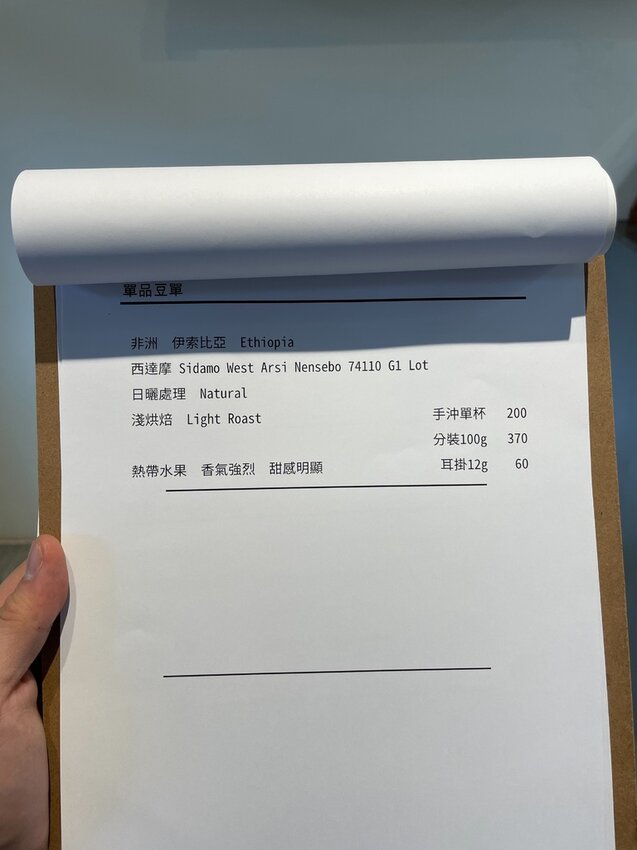 單品豆單
非洲 伊索比亞 Ethiopia
西達摩 Sidamo West Arsi Nensebo 74110 G1 Lot
日曬處理 Natural
淺烘焙 Light Roast
手沖單杯 200
分裝100g 370
耳掛12g 60
熱帶水果 香氣強烈 甜感明顯